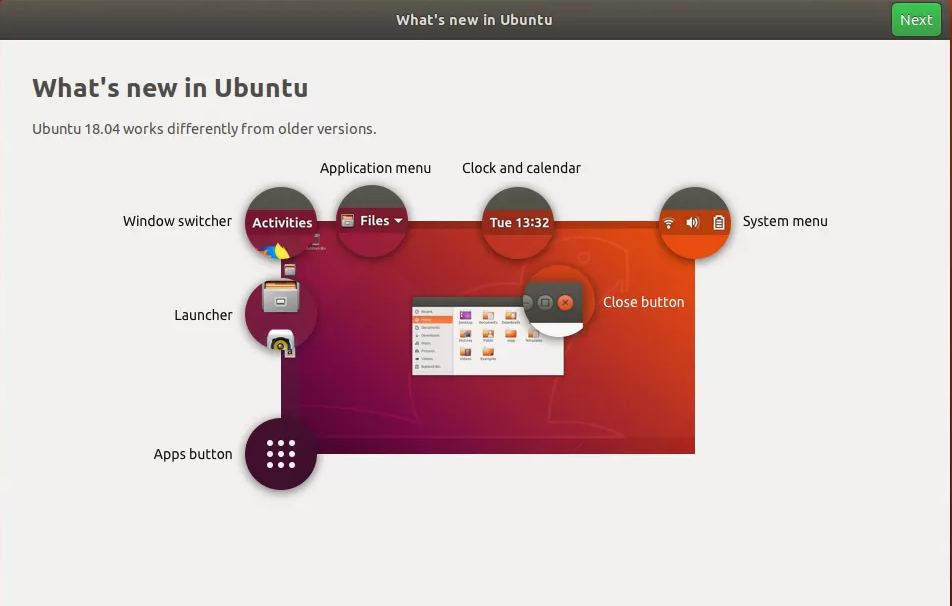 What's new in Ubuntu
Next
What's new in Ubuntu
Ubuntu 18.04 works differently from older versions.
Application menu
Clock and calendar
Window switcher
Activities
Files
Tue 13:32
System menu
Launcher
a
Close button
Apps button